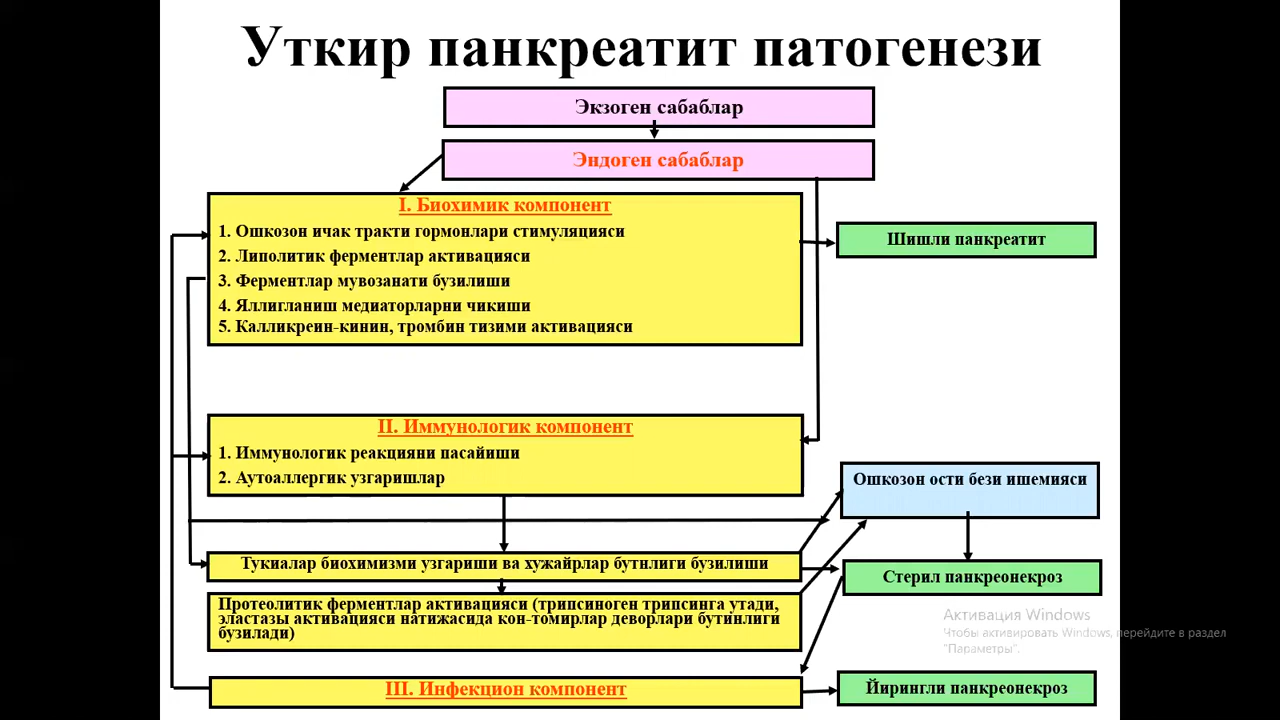 Уткир панкреатит патогенези
Экзоген сабаблар
Эндоген сабаблар
I. Биохимик компонент
1. Ошкозон ичак тракти гормонлари стимуляцияси
2. Липолитик ферментлар активацияси
3. Ферментлар мувозанати бузилиши
4. Яллигланиш медиаторларни чикиши
5. Калликреин-кинин, тромбин тизими активацияси
Шишли панкреатит
II. Иммунологик компонент
1. Иммунологик реакцияни пасайиши
2. Аутоаллергик узгаришлар
Ошкозон ости бези ишемияси
Тукиалар биохимизми узгариши ва хужайрлар бутнлиги бузилиши
Стерил панкреонекроз
Протеолитик ферментлар активацияси (трипсиноген трипсинга утади,
эластазы активацияси натижасида кон-томирлар деворлари бутинлиги
бузилади)
Активация Windows
Чтобы активировать Windows, перейдите в раздел
"Параметры".
III. Инфекцион компонент
Йирингли панкреонекроз